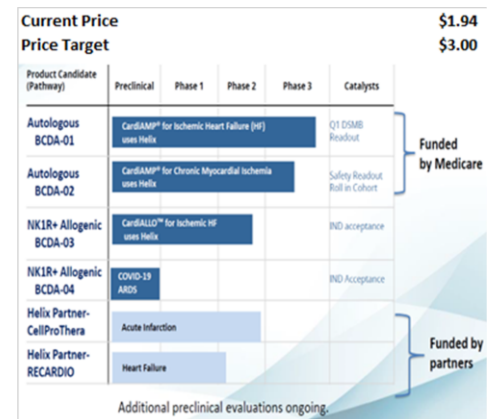 Current Price $1.94
Price Target $3.00
Product Candidate
(Pathway) Preclinical Phase 1 Phase 2 Phase 3 Catalysts
Autologous
BCDA-01
CardiAMP® for Ischemic Heart Failure (HF)
uses Helix
Q1 DSMB
Readout
Autologous
BCDA-02
CardiAMP® for Chronic Myocardial Ischemia
uses Helix
Safety Readout
Roll in Cohort
Funded
by Medicare
NK1R+ Allogenic
BCDA-03
CardiALLO™ for Ischemic HF
uses Helix
IND acceptance
NK1R+ Allogenic
BCDA-04
COVID-19
ARDS
IND Acceptance
Helix Partner-
CellProThera
Acute Infarction
Helix Partner-
RECARDIO
Heart Failure
Funded by
partners
Additional preclinical evaluations ongoing.